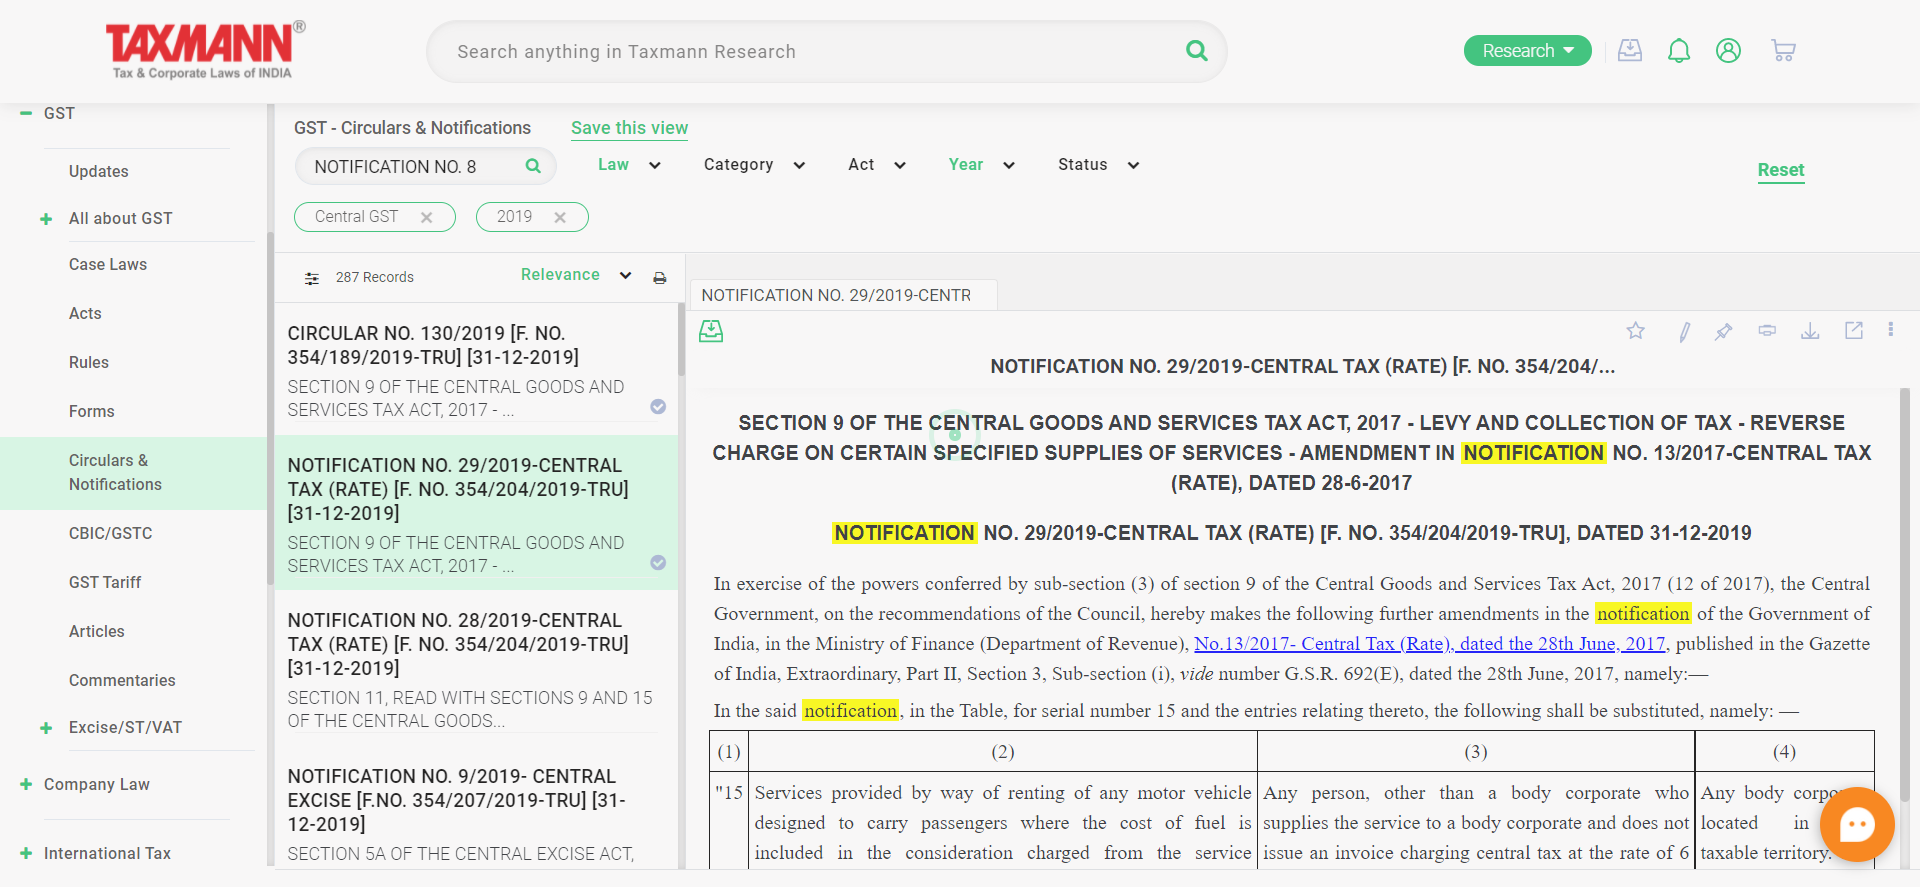 TAXMANN®
Tax & Corporate Laws of INDIA
Search anything in Taxmann Research
Research
GST
Updates
All about GST
Case Laws
Acts
Rules
Forms
Circulars &
Notifications
CBIC/GSTC
GST Tariff
Articles
Commentaries
Excise/ST/VAT
Company Law
International Tax
GST - Circulars & Notifications
Save this view
NOTIFICATION NO. 8
Law
Category
Act
Year
Status
Reset
Central GST
2019
287 Records
Relevance
CIRCULAR NO. 130/2019 [F. NO.
354/189/2019-TRU] [31-12-2019]
SECTION 9 OF THE CENTRAL GOODS AND
SERVICES TAX ACT, 2017 - ...
NOTIFICATION NO. 29/2019-CENTRAL
TAX (RATE) [F. NO. 354/204/2019-TRU]
[31-12-2019]
SECTION 9 OF THE CENTRAL GOODS AND
SERVICES TAX ACT, 2017 - ...
NOTIFICATION NO. 28/2019-CENTRAL
TAX (RATE) [F. NO. 354/204/2019-TRU]
[31-12-2019]
SECTION 11, READ WITH SECTIONS 9 AND 15
OF THE CENTRAL GOODS...
NOTIFICATION NO. 9/2019- CENTRAL
EXCISE [F.NO. 354/207/2019-TRU] [31-
12-2019]
SECTION 5A OF THE CENTRAL EXCISE ACT,
NOTIFICATION NO. 29/2019-CENTR
NOTIFICATION NO. 29/2019-CENTRAL TAX (RATE) [F. NO. 354/204/...
SECTION 9 OF THE CENTRAL GOODS AND SERVICES TAX ACT, 2017 - LEVY AND COLLECTION OF TAX - REVERSE
CHARGE ON CERTAIN SPECIFIED SUPPLIES OF SERVICES - AMENDMENT IN NOTIFICATION NO. 13/2017-CENTRAL TAX
(RATE), DATED 28-6-2017
NOTIFICATION NO. 29/2019-CENTRAL TAX (RATE) [F. NO. 354/204/2019-TRU], DATED 31-12-2019
In exercise of the powers conferred by sub-section (3) of section 9 of the Central Goods and Services Tax Act, 2017 (12 of 2017), the Central
Government, on the recommendations of the Council, hereby makes the following further amendments in the notification of the Government of
India, in the Ministry of Finance (Department of Revenue), No.13/2017- Central Tax (Rate), dated the 28th June, 2017, published in the Gazette
of India, Extraordinary, Part II, Section 3, Sub-section (i), vide number G.S.R. 692(E), dated the 28th June, 2017, namely:—
In the said notification, in the Table, for serial number 15 and the entries relating thereto, the following shall be substituted, namely: —
(1) (2) (3) (4)
"15 Services provided by way of renting of any motor vehicle Any person, other than a body corporate who Any body
designed to carry passengers where the cost of fuel is supplies the service to a body corporate and does not located in
included in the consideration charged from the service issue an invoice charging central tax at the rate of 6 taxable territory.